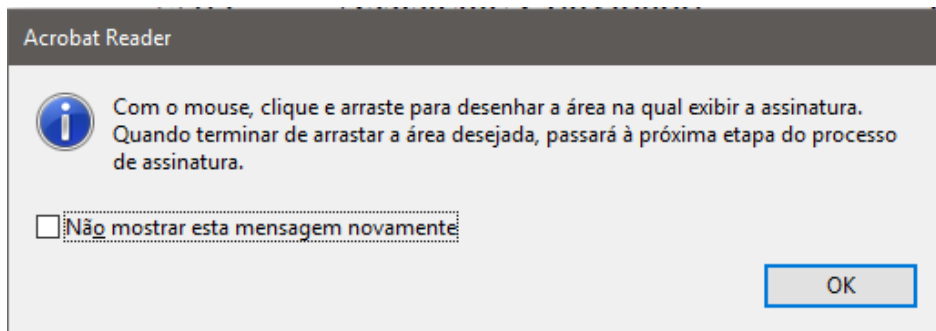 Acrobat Reader
Com o mouse, clique e arraste para desenhar a área na qual exibir a assinatura.
Quando terminar de arrastar a área desejada, passará à próxima etapa do processo
de assinatura.
Não mostrar esta mensagem novamente
OK